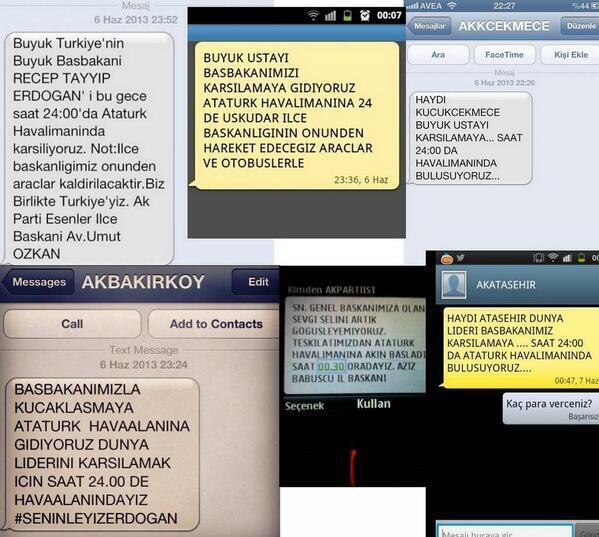 Mesaj
6 Haz 2013 23:52
Buyuk Turkiye'nin
Buyuk Basbakani
RECEP TAYYIP
ERDOGAN' i bu gece
saat 24:00'da Ataturk
Havalimaninda
karsiliyoruz. Not:Ilce
baskanligimiz onunden
araclar kaldirilacaktir.Biz
Birlikte Turkiye'yiz. Ak
Parti Esenler Ilce
Baskani Av.Umut
OZKAN
00:07
BUYUK USTAYI
BASBAKANIMIZI
KARSILAMAYA GIDIYORUZ
ATATURK HAVALIMANINA 24
DE USKUDAR ILCE
BASKANLIGININ ONUNDEN
HAREKET EDECEGIZ ARACLAR
VE OTOBUSLERLE
23:36, 6 Haz
AVEA
22:27
%44
Mesajlar
AKKCEKMECE
Düzenle
Ara
FaceTime
Kişi Ekle
Mesaj
6 Haz 2013 22:26
HAYDI
KUCUKCEKMECE
BUYUK USTAYI
KARSILAMAYA... SAAT
24:00 DA
HAVALIMANINDA
BULUSUYORUZ...
Messages
AKBAKIRKOY
Edit
Call
Add to Contacts
Text Message
6 Haz 2013 23:24
BASBAKANIMIZLA
KUCAKLASMAYA
ATATURK HAVAALANINA
GIDIYORUZ DUNYA
LIDERINI KARSILAMAK
ICIN SAAT 24.00 DE
HAVAALANINDAYIZ
#SENINLEYIZERDOGAN
Kimden AKPARTIIST
SN. GENEL BASKANIMIZA OLAN
SEVGI SELINI ARTIK
GOGUSLEYEMIYORUZ.
TESKILATIMIZDAN ATATURK
HAVALIMANINA AKIN BASLADI
SAAT 00.30 ORADAYIZ. AZIZ
BABUSCU IL BASKANI
Seçenek
Kullan
AKATASEHIR
HAYDI ATASEHIR DUNYA
LIDERI BASBAKANIMIZ
KARSILAMAYA .... SAAT 24:00
DA ATATURK HAVALIMANINDA
BULUSUYORUZ....
00:47, 7 Haz
Kaç para verceniz?
Başarısız
Mesajı buraya gir